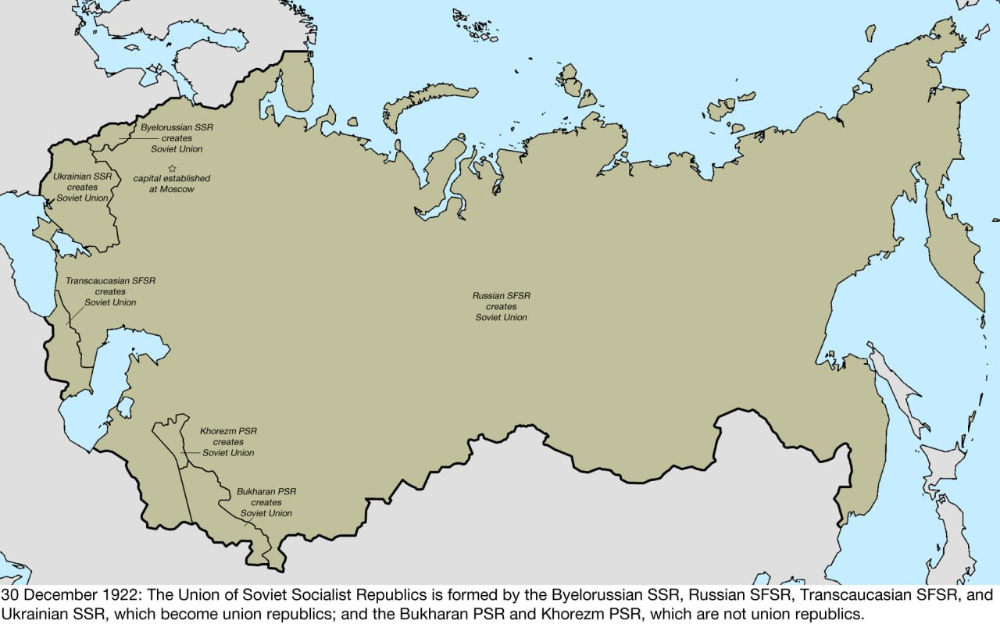 Byelorussian SSR
creates
Soviet Union
capital established
at Moscow
Ukrainian SSR
creates
Soviet Union
Transcaucasian SFSR
creates
Soviet Union
Russian SFSR
creates
Soviet Union
Khorezm PSR
creates
Soviet Union
Bukharan PSR
creates
Soviet Union
30 December 1922: The Union of Soviet Socialist Republics is formed by the Byelorussian SSR, Russian SFSR, Transcaucasian SFSR, and
Ukrainian SSR, which become union republics; and the Bukharan PSR and Khorezm PSR, which are not union republics.